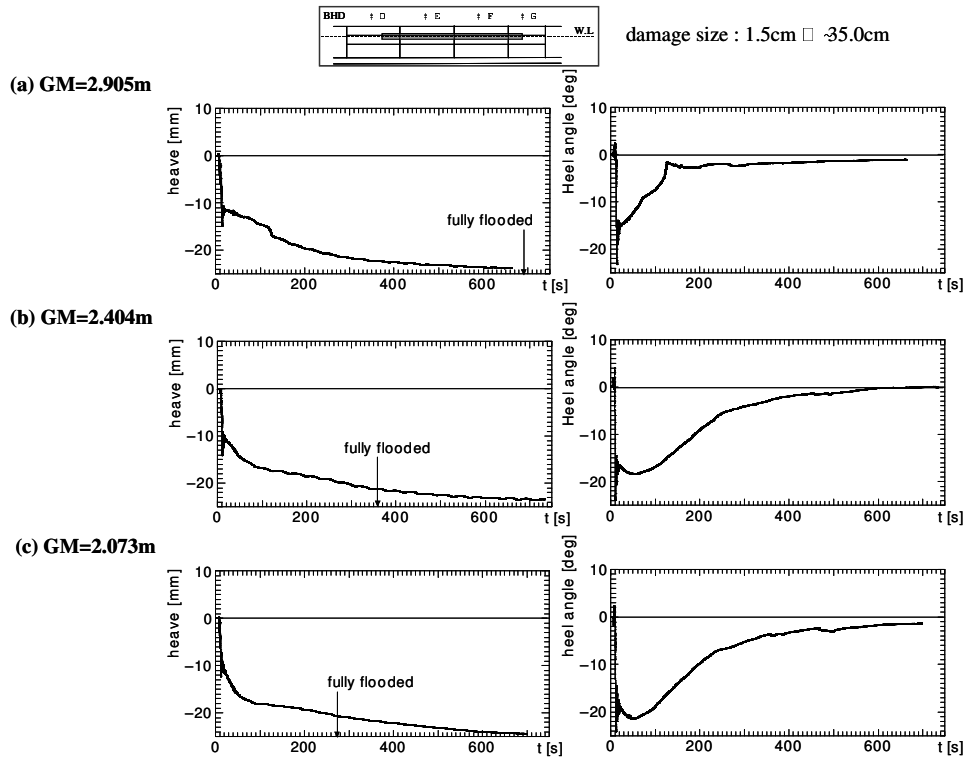 BHD ‡ □ ‡ E ‡ F ‡ G
W.L
damage size : 1.5cm □ ~35.0cm
(a) GM=2.905m
heave [mm]
10
0
−10
−20
fully flooded
0 200 400 600 t [s]
Heel angle [deg]
10
0
−10
−20
0 200 400 600 t [s]
(b) GM=2.404m
heave [mm]
10
0
−10
−20
fully flooded
0 200 400 600 t [s]
Heel angle [deg]
10
0
−10
−20
0 200 400 600 t [s]
(c) GM=2.073m
heave [mm]
10
0
−10
−20
fully flooded
0 200 400 600 t [s]
heel angle [deg]
10
0
−10
−20
0 200 400 600 t [s]